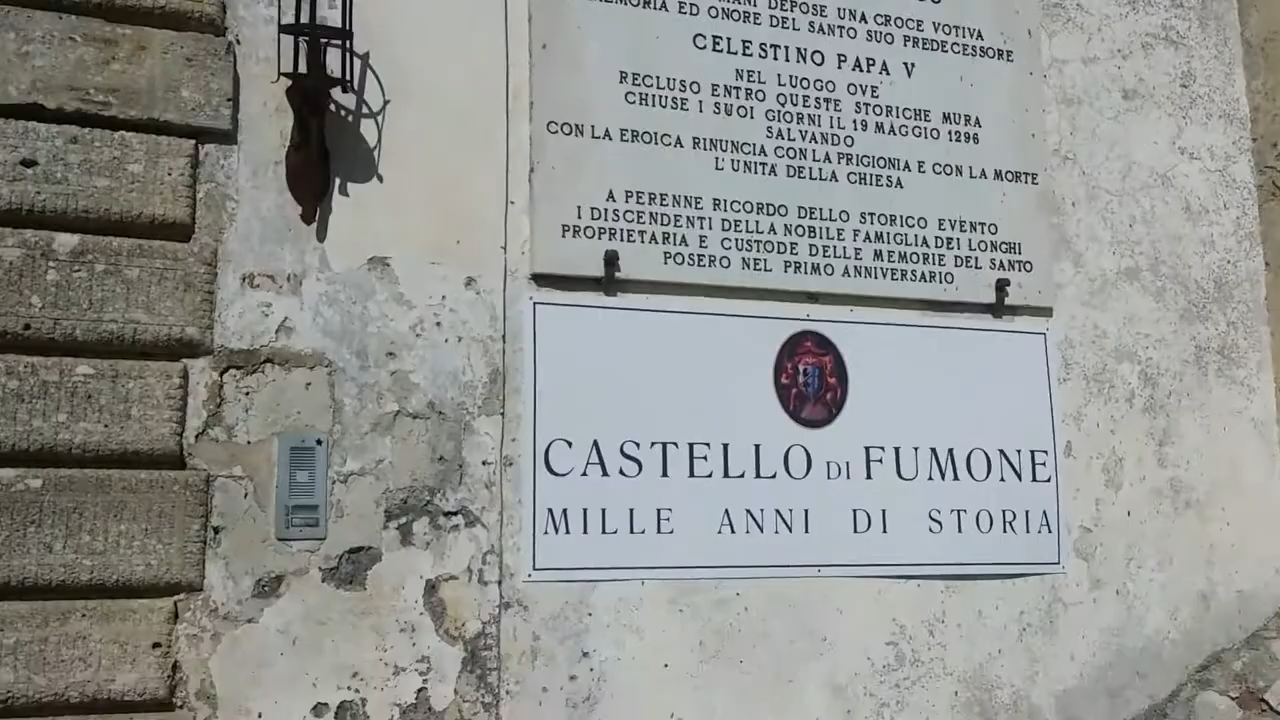 MANI DEPOSE UNA CROCE VOTIVA
MEMORIA ED ONORE DEL SANTO SUO PREDECESSORE
CELESTINO PAPA V
NEL LUOGO OVE
RECLUSO ENTRO QUESTE STORICHE MURA
CHIUSE I SUOI GIORNI IL 19 MAGGIO 1296
SALVANDO
CON LA EROICA RINUNCIA CON LA PRIGIONIA E CON LA MORTE
L'UNITA' DELLA CHIESA
A PERENNE RICORDO DELLO STORICO EVENTO
I DISCENDENTI DELLA NOBILE FAMIGLIA DEI LONGHI
PROPRIETARIA E CUSTODE DELLE MEMORIE DEL SANTO
POSERO NEL PRIMO ANNIVERSARIO
CASTELLO DI FUMONE
MILLE ANNI DI STORIA